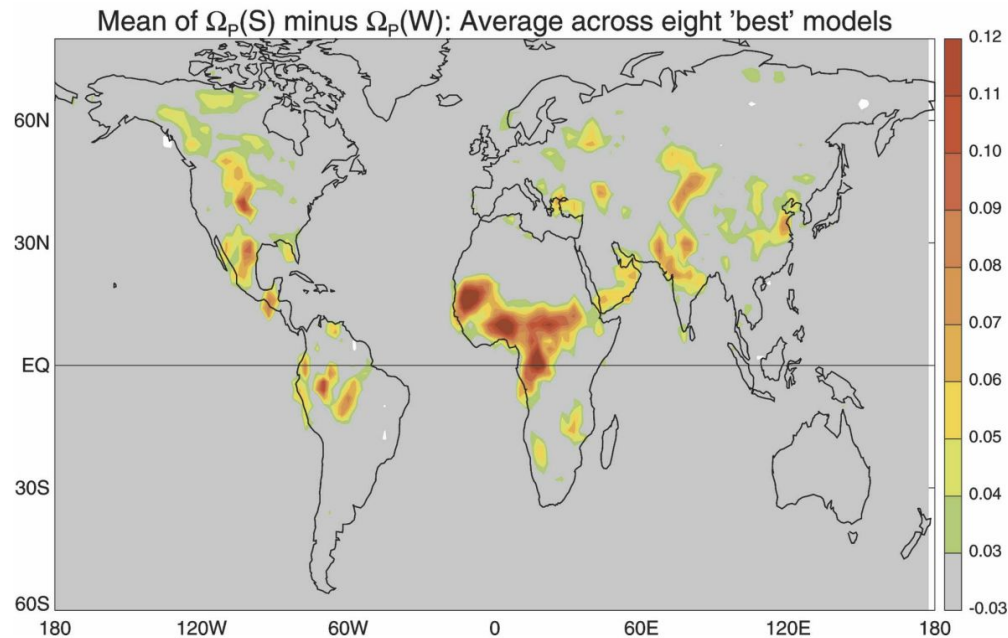 Mean of Ωₚ(S) minus Ωₚ(W): Average across eight 'best' models
0.12
0.11
0.10
0.09
0.08
0.07
0.06
0.05
0.04
0.03
-0.03
60N
30N
EQ
30S
60S
180 120W 60W 0 60E 120E 180